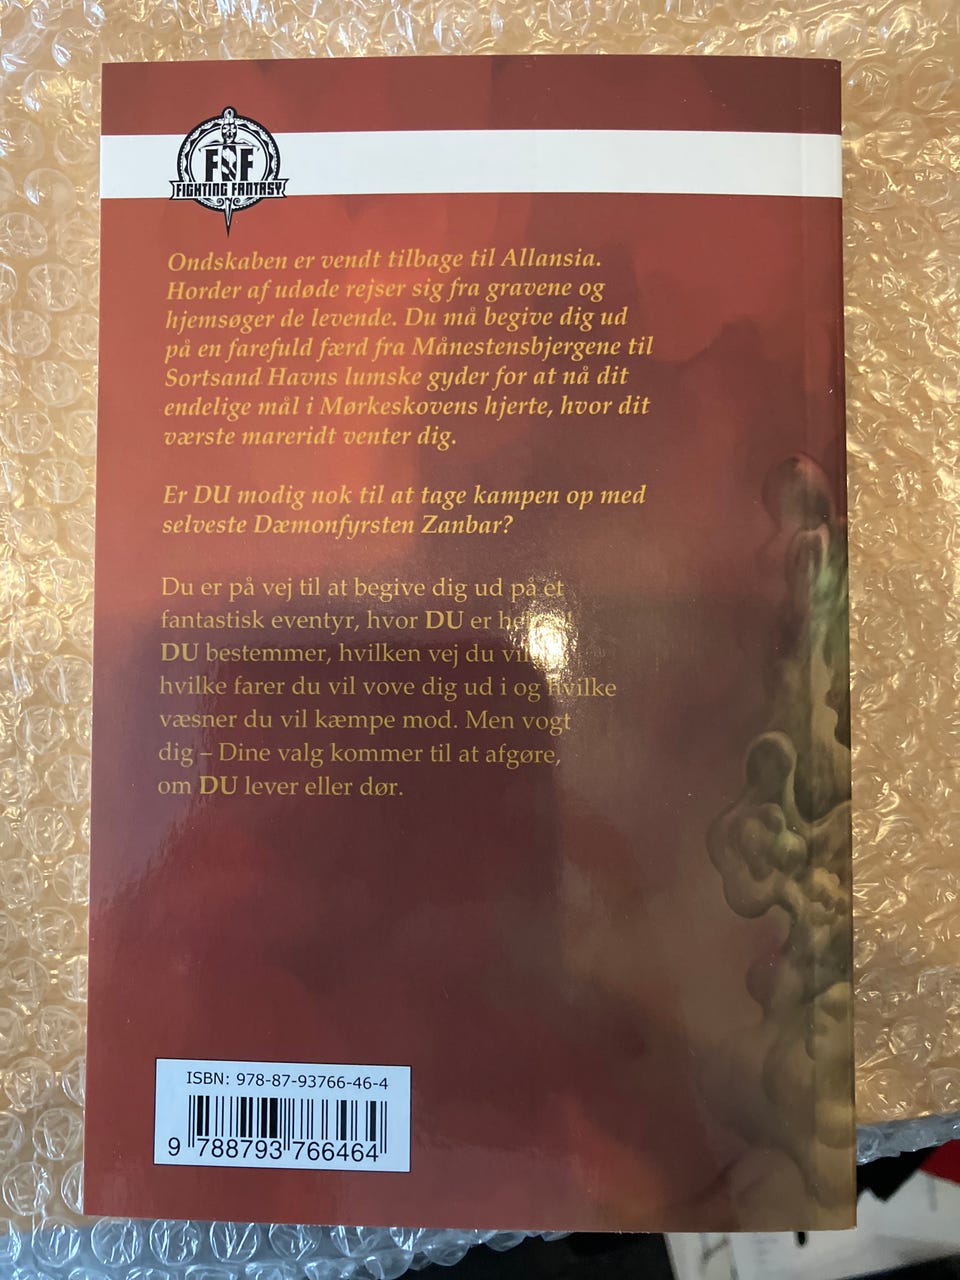 FF
FIGHTING FANTASY
Ondskaben er vendt tilbage til Allansia.
Horder af udøde rejser sig fra gravene og
hjemsøger de levende. Du må begive dig ud
på en farefuld færd fra Månestensbjergene til
Sortsand Havns lumske gyder for at nå dit
endelige mål i Mørkeskovens hjerte, hvor dit
værste mareridt venter dig.
Er DU modig nok til at tage kampen op med
selveste Dæmonfyrsten Zanbar?
Du er på vej til at begive dig ud på et
fantastisk eventyr, hvor DU er
DU bestemmer, hvilken vej du vil
hvilke farer du vil vove dig ud i og hvilke
væsner du vil kæmpe mod. Men vogt
dig – Dine valg kommer til at afgøre,
om DU lever eller dør.
ISBN: 978-87-93766-46-4
9 788793 766464